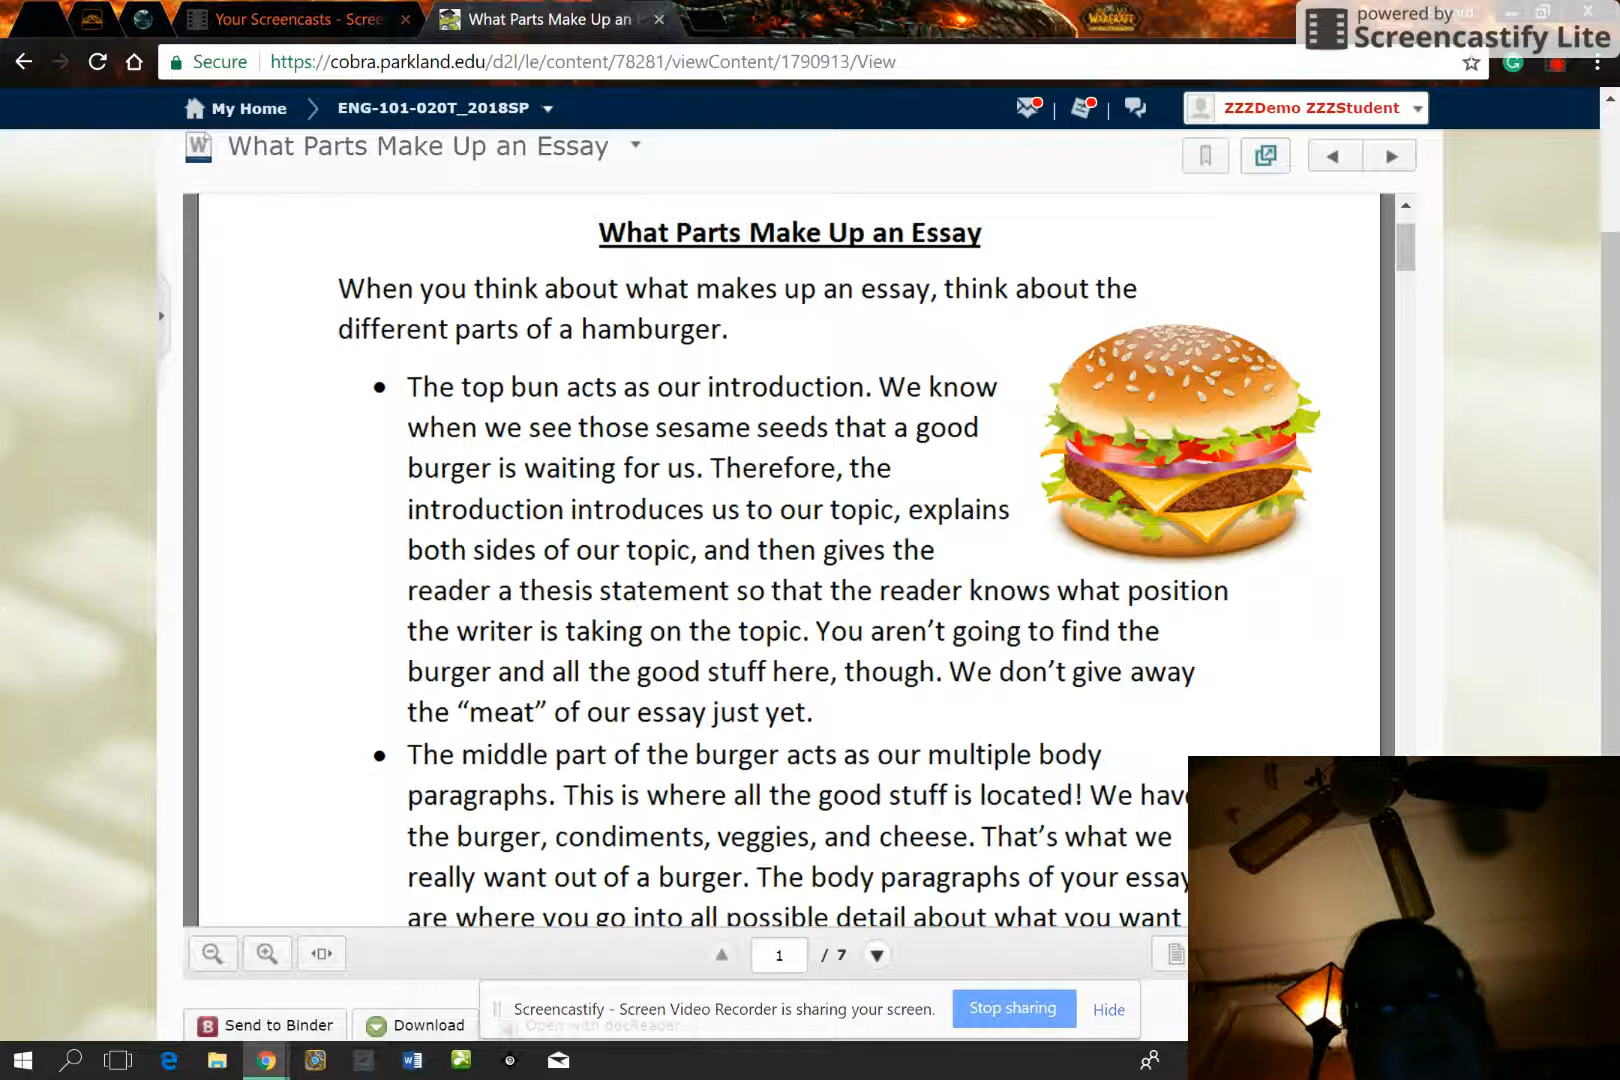 Your Screencasts - Scree
What Parts Make Up an
WARCRAFT
powered by
Screencastify Lite
Secure
https://cobra.parkland.edu/d2l/le/content/78281/viewContent/1790913/View
My Home
ENG-101-020T_2018SP
ZZZDemo ZZZStudent
What Parts Make Up an Essay
What Parts Make Up an Essay
When you think about what makes up an essay, think about the
different parts of a hamburger.
The top bun acts as our introduction. We know
when we see those sesame seeds that a good
burger is waiting for us. Therefore, the
introduction introduces us to our topic, explains
both sides of our topic, and then gives the
reader a thesis statement so that the reader knows what position
the writer is taking on the topic. You aren’t going to find the
burger and all the good stuff here, though. We don’t give away
the “meat” of our essay just yet.
The middle part of the burger acts as our multiple body
paragraphs. This is where all the good stuff is located! We have
the burger, condiments, veggies, and cheese. That’s what we
really want out of a burger. The body paragraphs of your essay
are where you go into all possible detail about what you want
1 / 7
Screencastify - Screen Video Recorder is sharing your screen.
Stop sharing
Hide
Send to Binder
Download
Open with docReader